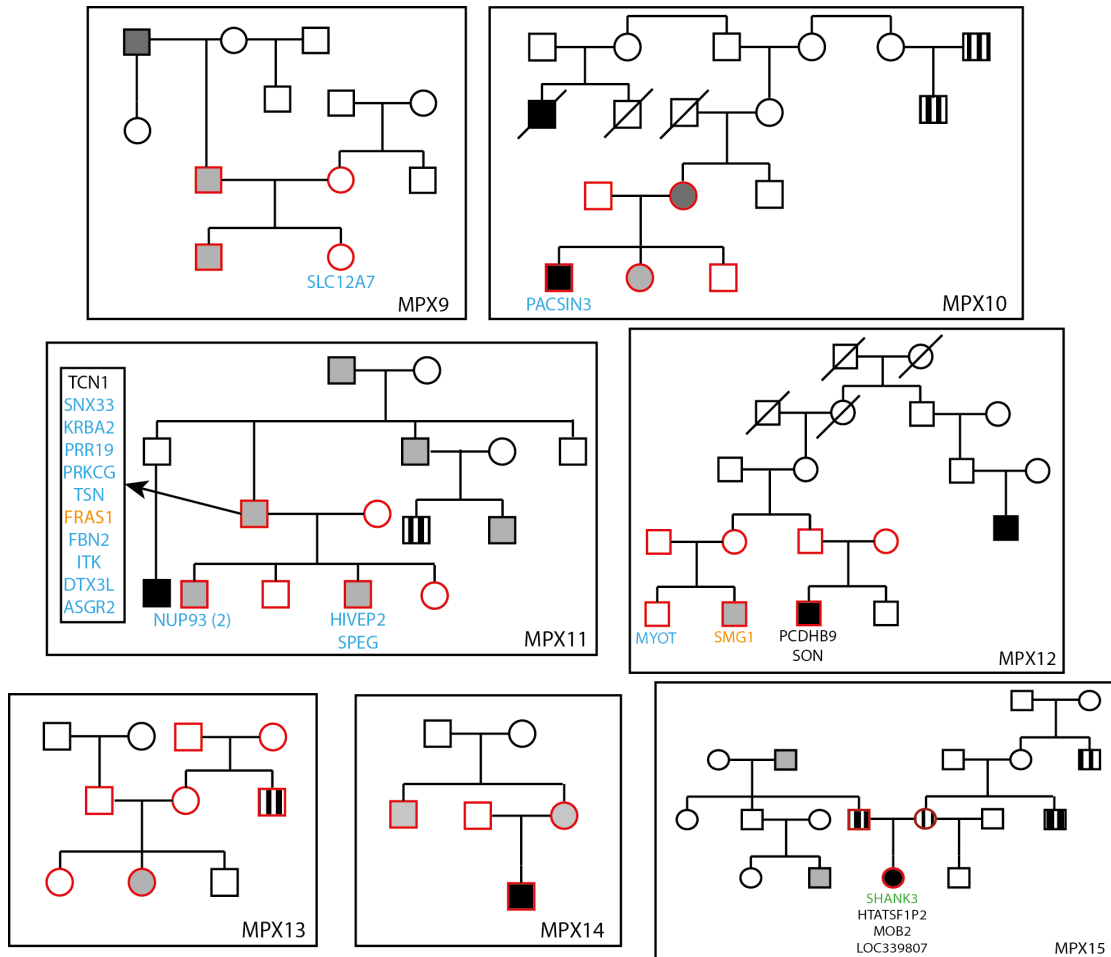 SLC12A7
MPX9
PACSIN3
MPX10
TCN1
SNX33
KRBA2
PRR19
PRKCG
TSN
FRAS1
FBN2
ITK
DTX3L
ASGR2
NUP93 (2)
HIVEP2
SPEG
MPX11
MYOT
SMG1
PCDHB9
SON
MPX12
MPX13
MPX14
SHANK3
HTATSF1P2
MOB2
LOC339807
MPX15